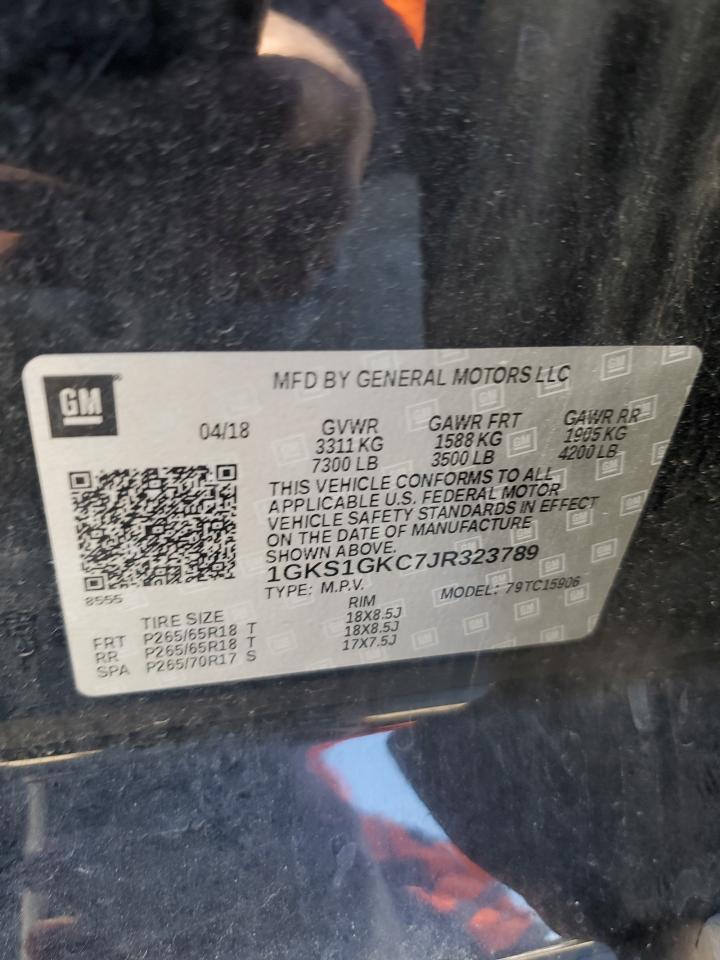 GM
MFD BY GENERAL MOTORS LLC
04/18 GVWR GAWR FRT GAWR RR
3311 KG 1588 KG 1905 KG
7300 LB 3500 LB 4200 LB
THIS VEHICLE CONFORMS TO ALL
APPLICABLE U.S. FEDERAL MOTOR
VEHICLE SAFETY STANDARDS IN EFFECT
ON THE DATE OF MANUFACTURE
SHOWN ABOVE.
1GKS1GKC7JR323789
TYPE: M.P.V. MODEL: 79TC15906
8555
TIRE SIZE RIM
FRT P265/65R18 T 18X8.5J
RR P265/65R18 T 18X8.5J
SPA P265/70R17 S 17X7.5J